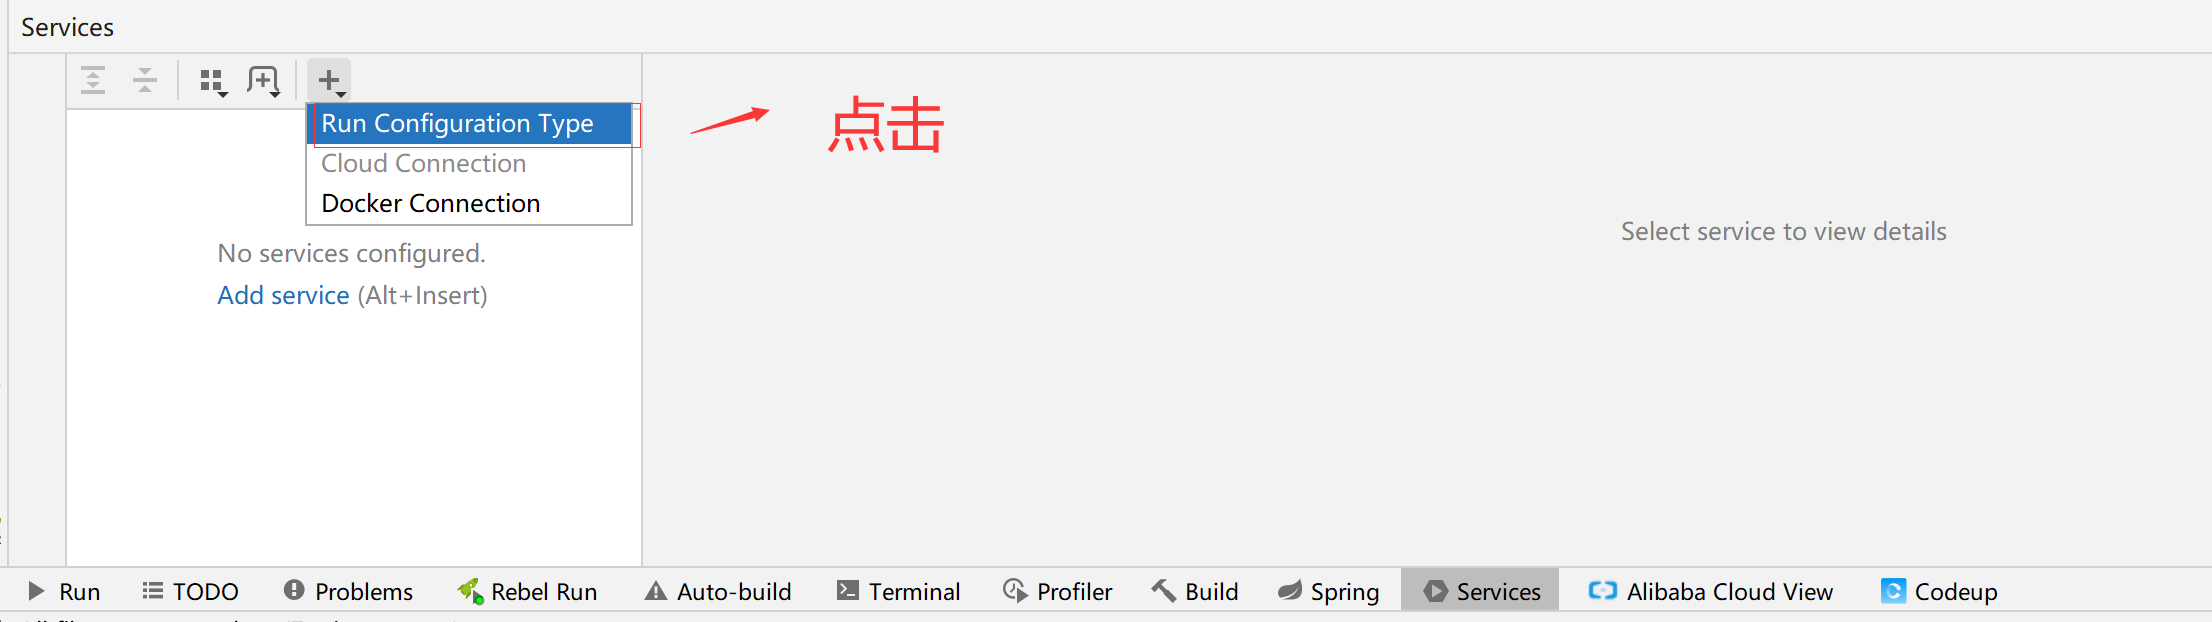 Services
Run Configuration Type
点击
Cloud Connection
Docker Connection
No services configured.
Select service to view details
Add service (Alt+Insert)
Run TODO Problems Rebel Run Auto-build Terminal Profiler Build Spring Services Alibaba Cloud View Codeup